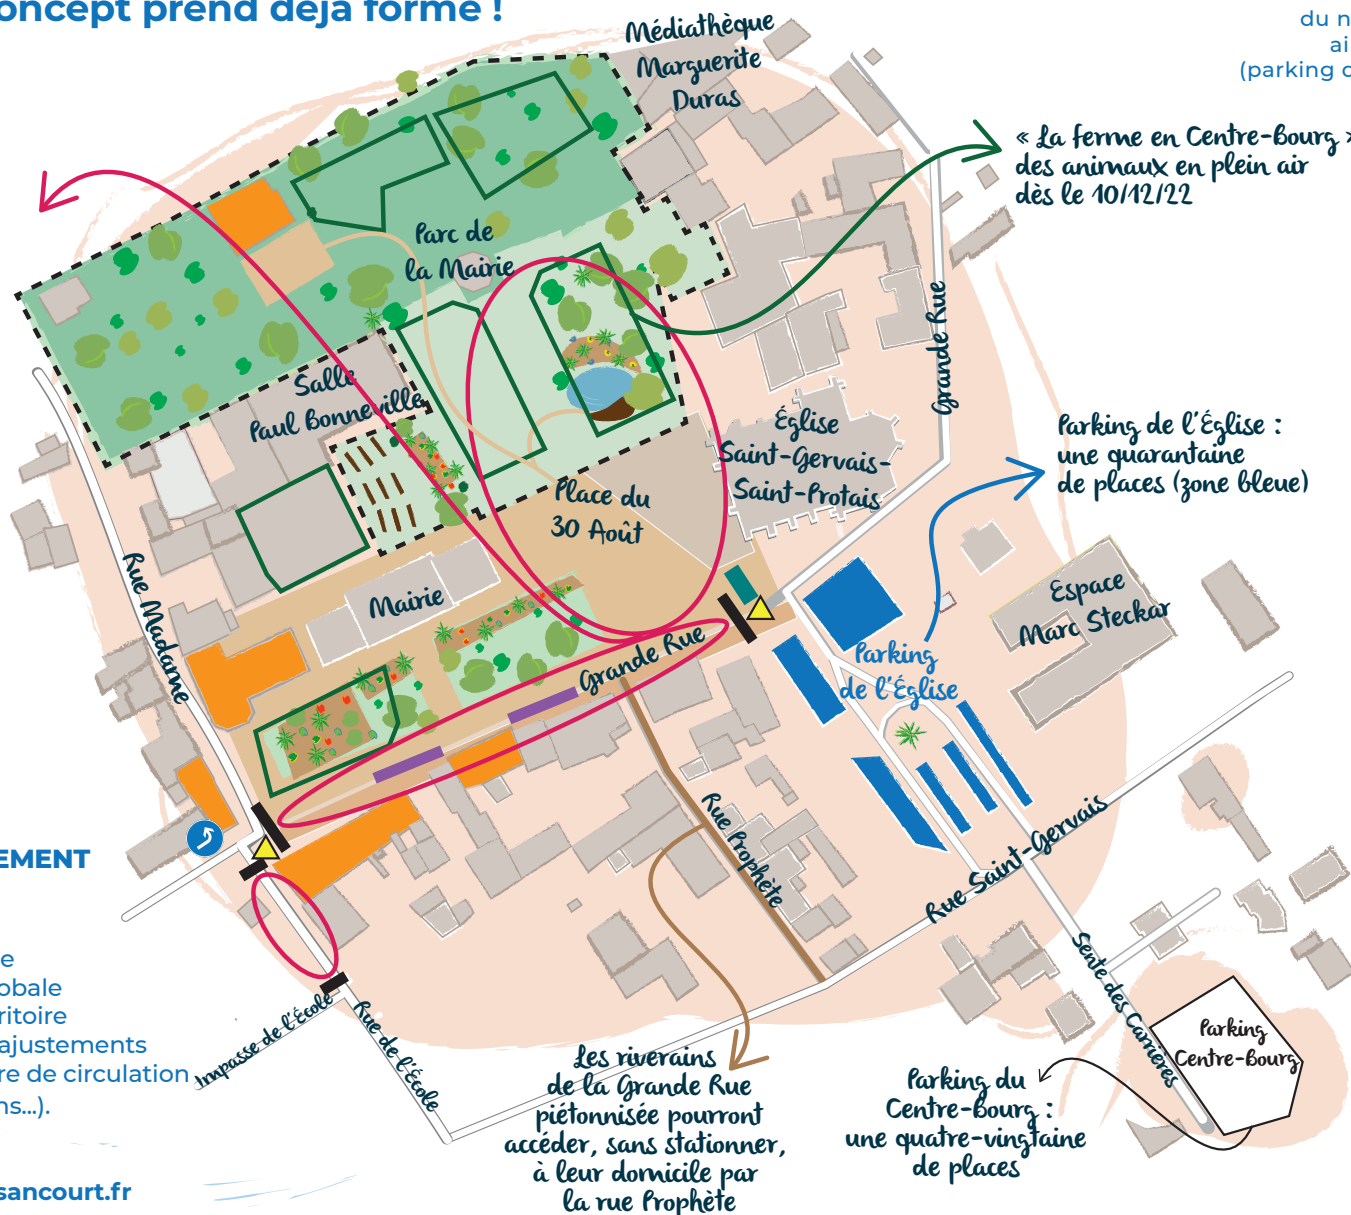 oncept prend déjà forme !
du n
ai
(parking d
Médiathèque
Marguerite
Duras
« La ferme en Centre-Bourg »
des animaux en plein air
dès le 10/12/22
Parc de
la Mairie
Grande Rue
Salle
Paul Bonneville
Église
Saint-Gervais-
Saint-Protais
Parking de l'Église :
une quarantaine
de places (zone bleue)
Place du
30 Août
Rue Madame
Mairie
Espace
Marc Steckar
Grande Rue
Parking
de l'Église
Rue Prophète
Rue Saint-Gervais
EMENT
e
obale
ritoire
ajustements
re de circulation
ns...).
sancourt.fr
Impasse de l'École
Rue de l'École
Sente des Carrières
Parking
Centre-Bourg
Les riverains
de la Grande Rue
piétonnisée pourront
accéder, sans stationner,
à leur domicile par
la rue Prophète
Parking du
Centre-Bourg :
une quatre-vingtaine
de places